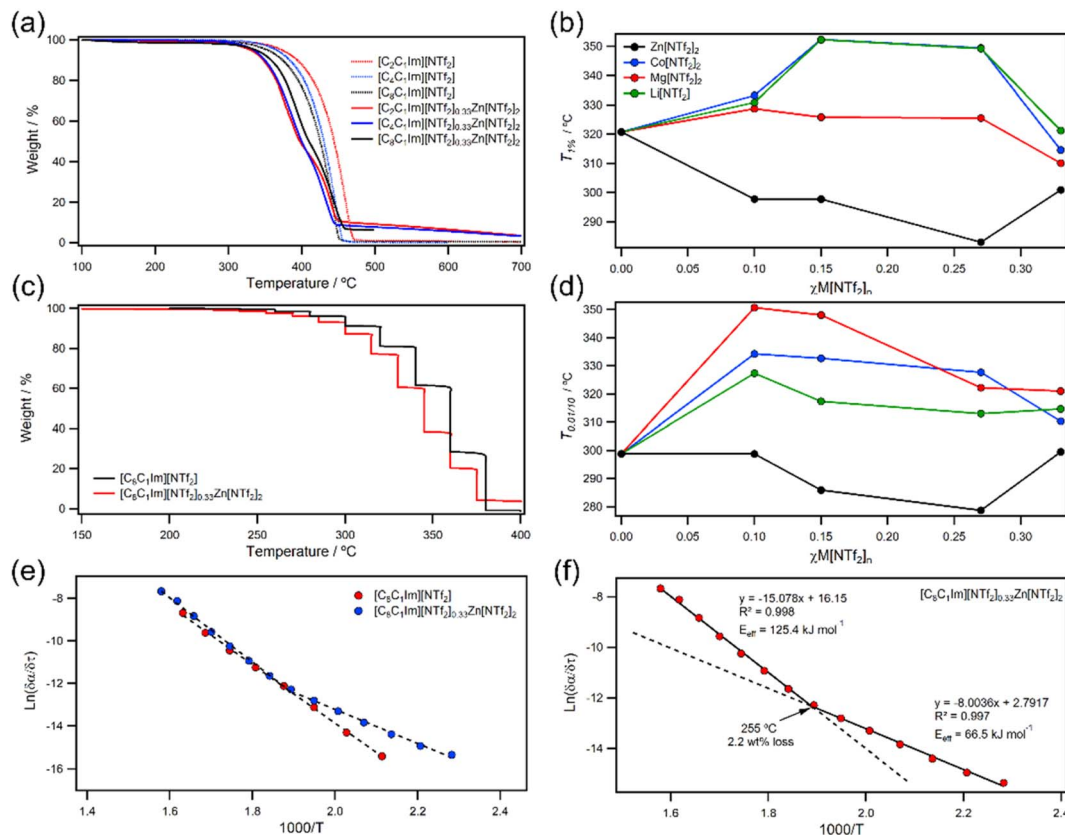 (a)
Weight / %
100
80
60
40
20
0
[C₂C₁Im][NTf₂]
[C₄C₁Im][NTf₂]
[C₈C₁Im][NTf₂]
[C₂C₁Im][NTf₂]₀.₃₃Zn[NTf₂]₂
[C₄C₁Im][NTf₂]₀.₃₃Zn[NTf₂]₂
[C₈C₁Im][NTf₂]₀.₃₃Zn[NTf₂]₂
100 200 300 400 500 600 700
Temperature / ºC
(b)
T₁% / ºC
350
340
330
320
310
300
290
Zn[NTf₂]₂
Co[NTf₂]₂
Mg[NTf₂]₂
Li[NTf₂]
0.00 0.05 0.10 0.15 0.20 0.25 0.30
χM[NTf₂]ₙ
(c)
Weight / %
100
80
60
40
20
0
[C₈C₁Im][NTf₂]
[C₈C₁Im][NTf₂]₀.₃₃Zn[NTf₂]₂
150 200 250 300 350 400
Temperature / ºC
(d)
T₀.₀₁/₁₀ / ºC
350
340
330
320
310
300
290
280
0.00 0.05 0.10 0.15 0.20 0.25 0.30
χM[NTf₂]ₙ
(e)
Ln(δα/δτ)
-8
-10
-12
-14
-16
[C₈C₁Im][NTf₂]
[C₈C₁Im][NTf₂]₀.₃₃Zn[NTf₂]₂
1.4 1.6 1.8 2.0 2.2 2.4
1000/T
(f)
Ln(δα/δτ)
-8
-10
-12
-14
[C₈C₁Im][NTf₂]₀.₃₃Zn[NTf₂]₂
y = -15.078x + 16.15
R² = 0.998
E_eff = 125.4 kJ mol⁻¹
y = -8.0036x + 2.7917
R² = 0.997
E_eff = 66.5 kJ mol⁻¹
255 ºC
2.2 wt% loss
1.6 1.8 2.0 2.2 2.4
1000/T